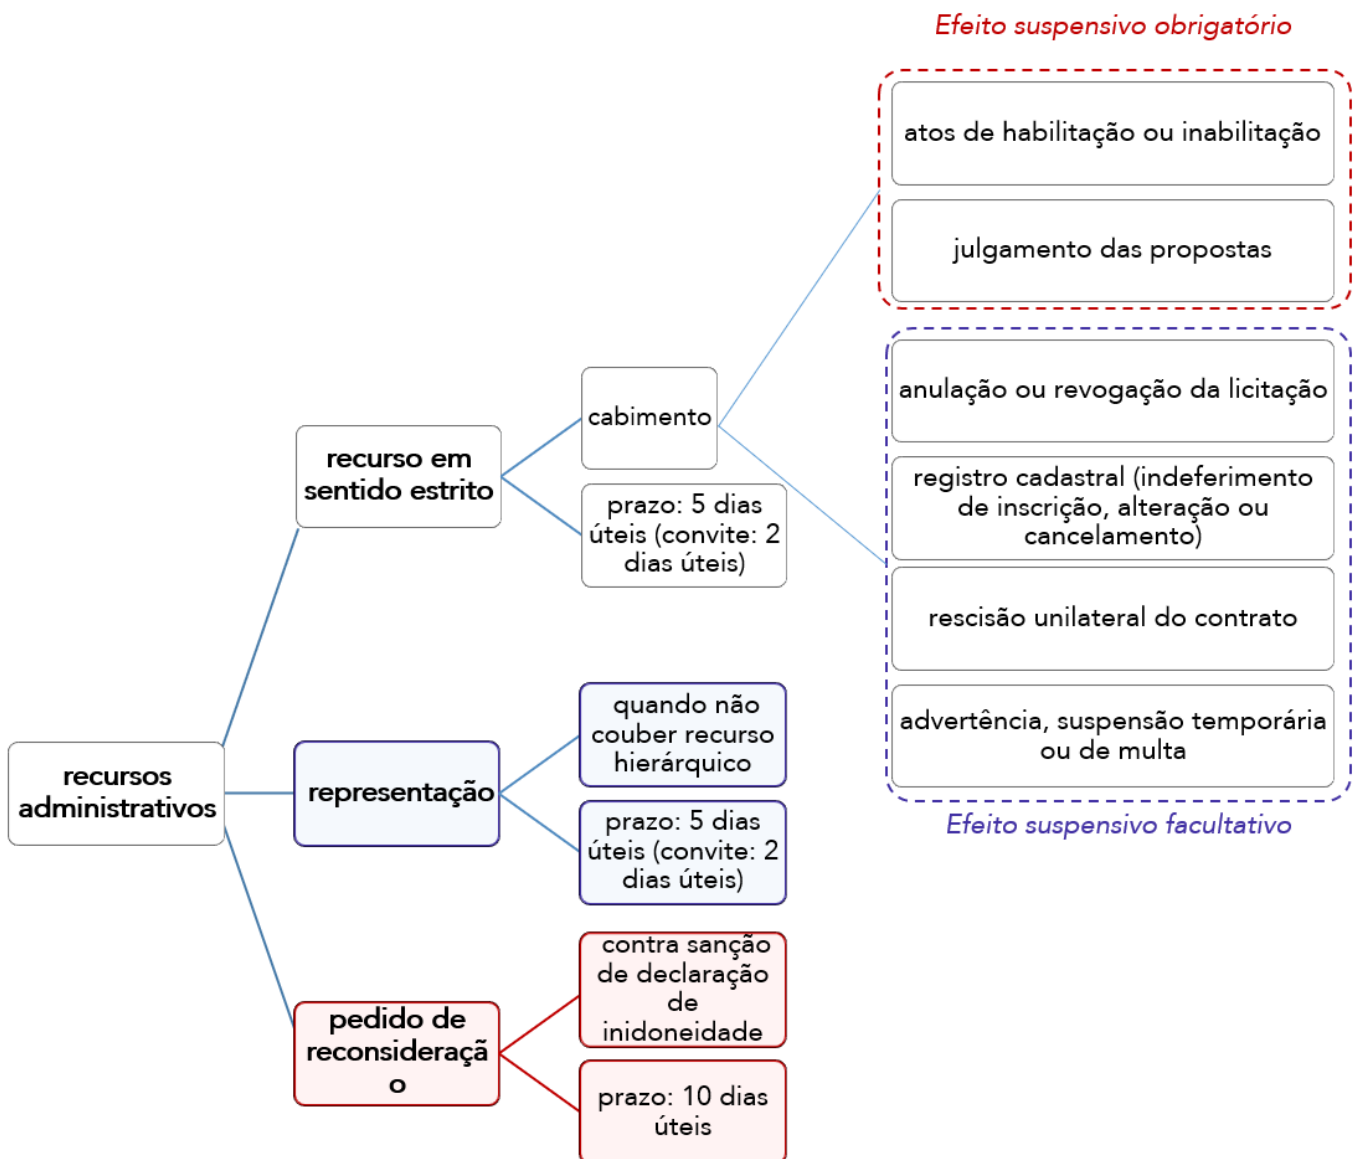 Efeito suspensivo obrigatório
atos de habilitação ou inabilitação
julgamento das propostas
anulação ou revogação da licitação
cabimento
recurso em
sentido estrito
registro cadastral (indeferimento
de inscrição, alteração ou
cancelamento)
prazo: 5 dias
úteis (convite: 2
dias úteis)
rescisão unilateral do contrato
quando não
couber recurso
hierárquico
advertência, suspensão temporária
ou de multa
recursos
administrativos
representação
Efeito suspensivo facultativo
prazo: 5 dias
úteis (convite: 2
dias úteis)
contra sanção
de declaração
de
inidoneidade
pedido de
reconsideraçã
o
prazo: 10 dias
úteis